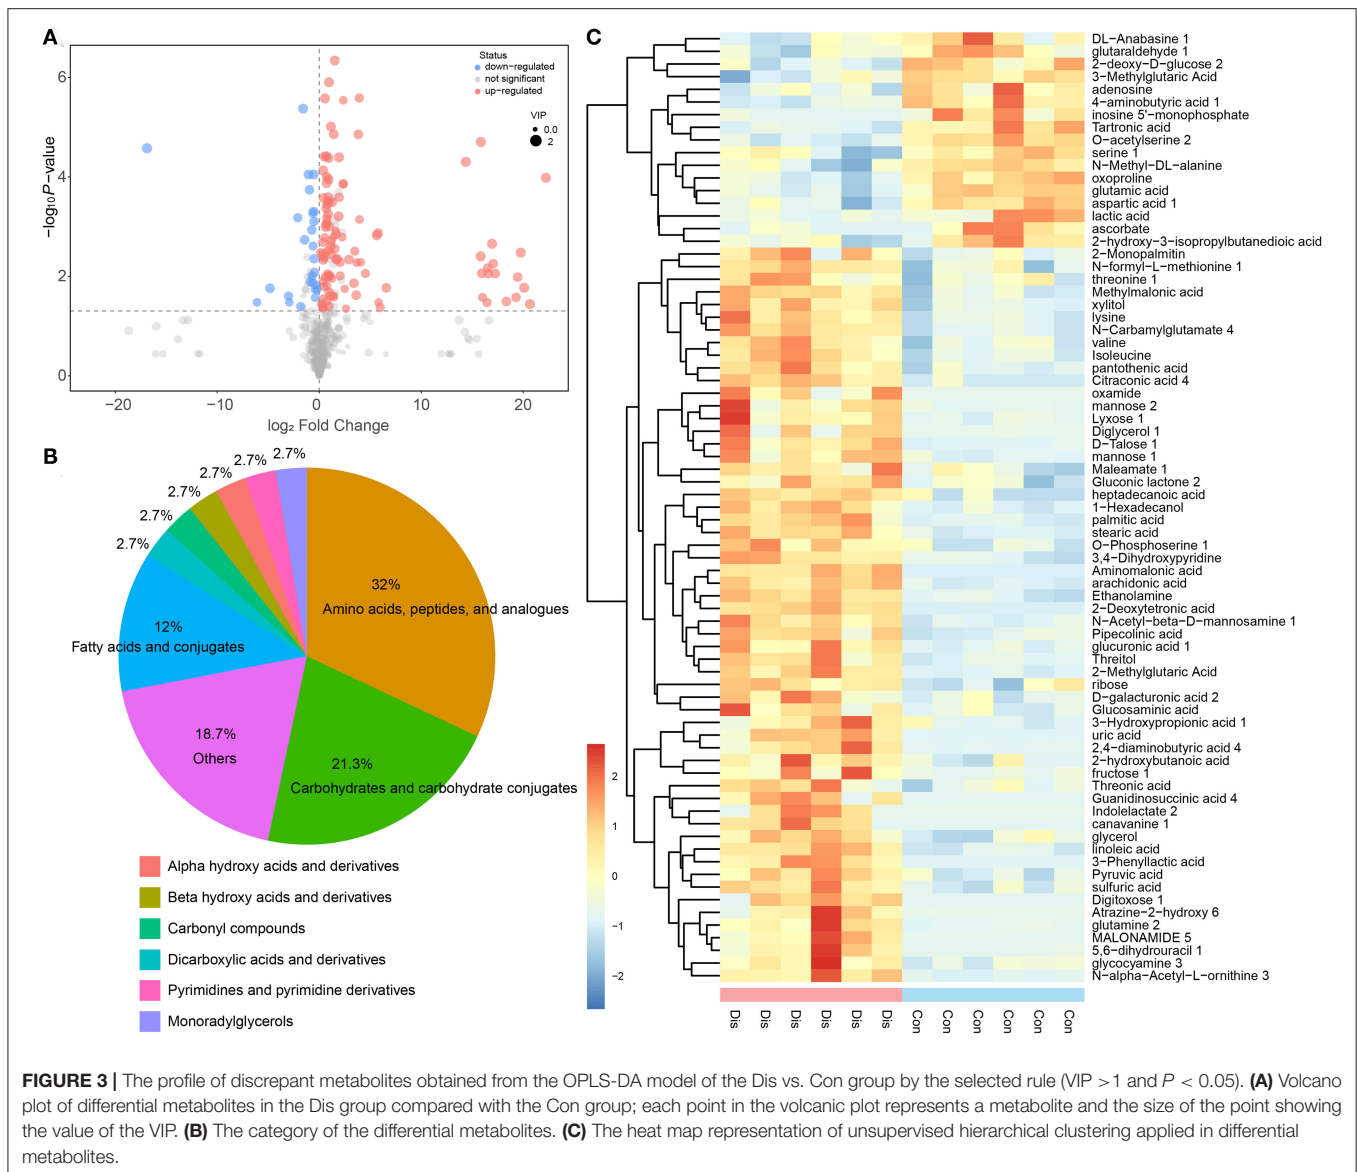 A
Status
down-regulated
not significant
up-regulated
VIP
0.0
2
−log₁₀P−value
6
4
2
0
−20
−10
0
10
20
log₂ Fold Change
B
2.7%
2.7%
2.7%
2.7%
2.7%
2.7%
32%
Amino acids, peptides, and analogues
12%
Fatty acids and conjugates
18.7%
Others
21.3%
Carbohydrates and carbohydrate conjugates
Alpha hydroxy acids and derivatives
Beta hydroxy acids and derivatives
Carbonyl compounds
Dicarboxylic acids and derivatives
Pyrimidines and pyrimidine derivatives
Monoradylglycerols
C
DL−Anabasine 1
glutaraldehyde 1
2−deoxy−D−glucose 2
3−Methylglutaric Acid
adenosine
4−aminobutyric acid 1
inosine 5'−monophosphate
Tartronic acid
O−acetylserine 2
serine 1
N−Methyl−DL−alanine
oxoproline
glutamic acid
aspartic acid 1
lactic acid
ascorbate
2−hydroxy−3−isopropylbutanedioic acid
2−Monopalmitin
N−formyl−L−methionine 1
threonine 1
Methylmalonic acid
xylitol
lysine
N−Carbamylglutamate 4
valine
Isoleucine
pantothenic acid
Citraconic acid 4
oxamide
mannose 2
Lyxose 1
Diglycerol 1
D−Talose 1
mannose 1
Maleamate 1
Gluconic lactone 2
heptadecanoic acid
1−Hexadecanol
palmitic acid
stearic acid
O−Phosphoserine 1
3,4−Dihydroxypyridine
Aminomalonic acid
arachidonic acid
Ethanolamine
2−Deoxytetronic acid
N−Acetyl−beta−D−mannosamine 1
Pipecolinic acid
glucuronic acid 1
Threitol
2−Methylglutaric Acid
ribose
D−galacturonic acid 2
Glucosaminic acid
3−Hydroxypropionic acid 1
uric acid
2,4−diaminobutyric acid 4
2−hydroxybutanoic acid
fructose 1
Threonic acid
Guanidinosuccinic acid 4
Indolelactate 2
canavanine 1
glycerol
linoleic acid
3−Phenyllactic acid
Pyruvic acid
sulfuric acid
Digitoxose 1
Atrazine−2−hydroxy 6
glutamine 2
MALONAMIDE 5
5,6−dihydrouracil 1
glycocyamine 3
N−alpha−Acetyl−L−ornithine 3
2
1
0
−1
−2
Dis
Dis
Dis
Dis
Dis
Dis
Con
Con
Con
Con
Con
Con
FIGURE 3 | The profile of discrepant metabolites obtained from the OPLS-DA model of the Dis vs. Con group by the selected rule (VIP >1 and P < 0.05). (A) Volcano
plot of differential metabolites in the Dis group compared with the Con group; each point in the volcanic plot represents a metabolite and the size of the point showing
the value of the VIP. (B) The category of the differential metabolites. (C) The heat map representation of unsupervised hierarchical clustering applied in differential
metabolites.